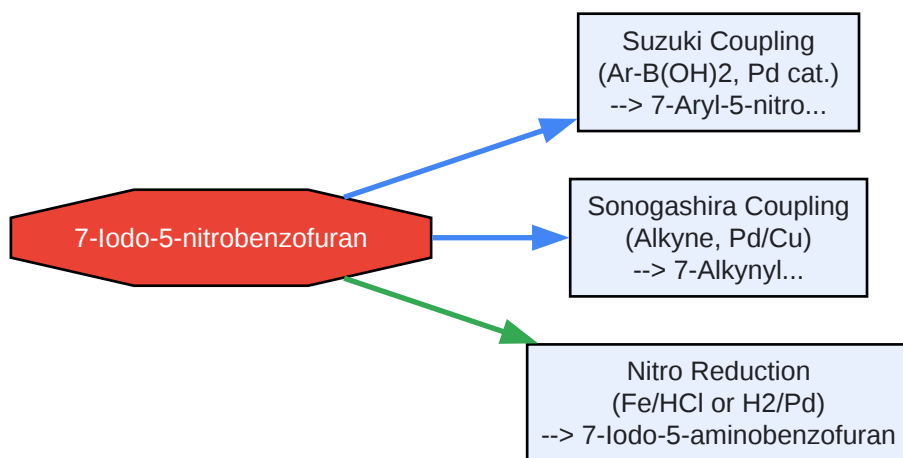 7-Iodo-5-nitrobenzofuran
Suzuki Coupling
(Ar-B(OH)2, Pd cat.)
--> 7-Aryl-5-nitro...
Sonogashira Coupling
(Alkyne, Pd/Cu)
--> 7-Alkynyl...
Nitro Reduction
(Fe/HCl or H2/Pd)
--> 7-Iodo-5-aminobenzofuran